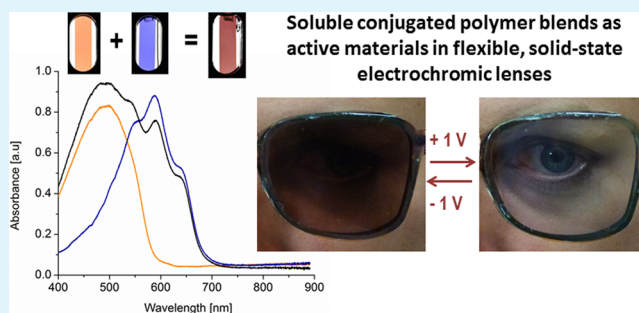 +
=
Soluble conjugated polymer blends as
active materials in flexible, solid-state
electrochromic lenses
1.0
0.8
0.6
0.4
0.2
0.0
Absorbance [a.u]
400 500 600 700 800 900
Wavelength [nm]
+ 1 V
- 1 V